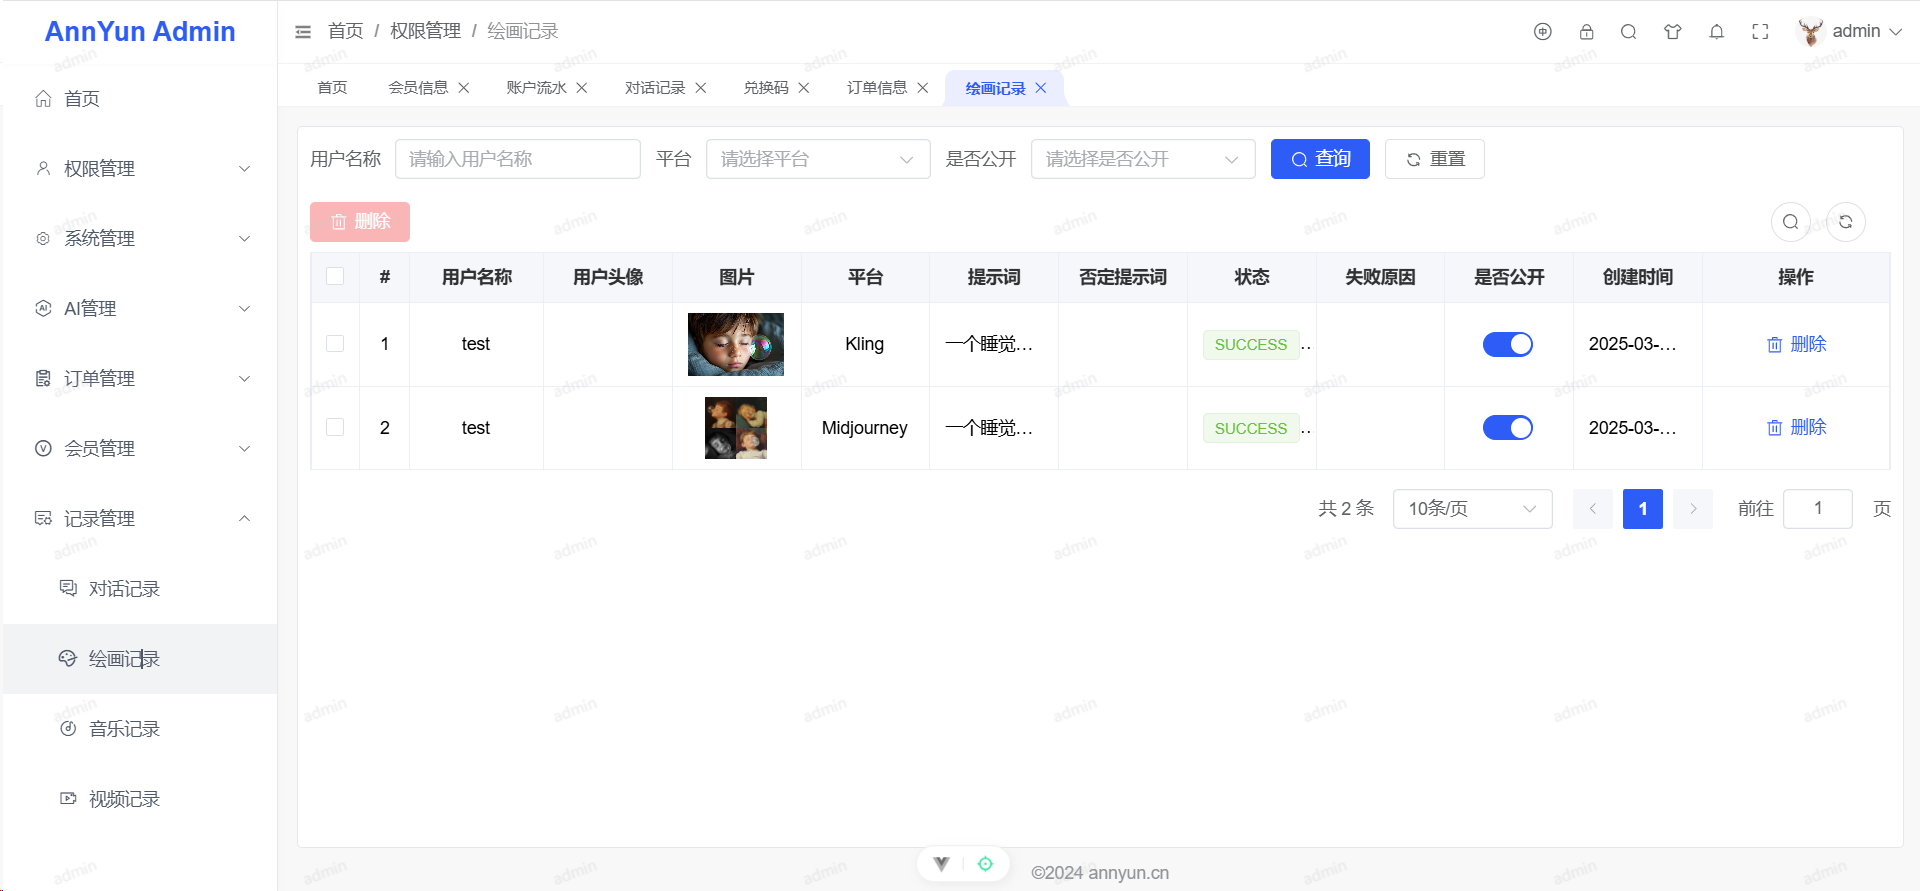 AnnYun Admin
首页 / 权限管理 / 绘画记录
admin
首页
会员信息
账户流水
对话记录
兑换码
订单信息
绘画记录
首页
权限管理
系统管理
AI管理
订单管理
会员管理
记录管理
对话记录
绘画记录
音乐记录
视频记录
用户名称 请输入用户名称 平台 请选择平台 是否公开 请选择是否公开 查询 重置
删除
# 用户名称 用户头像 图片 平台 提示词 否定提示词 状态 失败原因 是否公开 创建时间 操作
1 test Kling 一个睡觉... SUCCESS .. 2025-03-... 删除
2 test Midjourney 一个睡觉... SUCCESS .. 2025-03-... 删除
共 2 条 10条/页 1 前往 1 页
©2024 annyun.cn